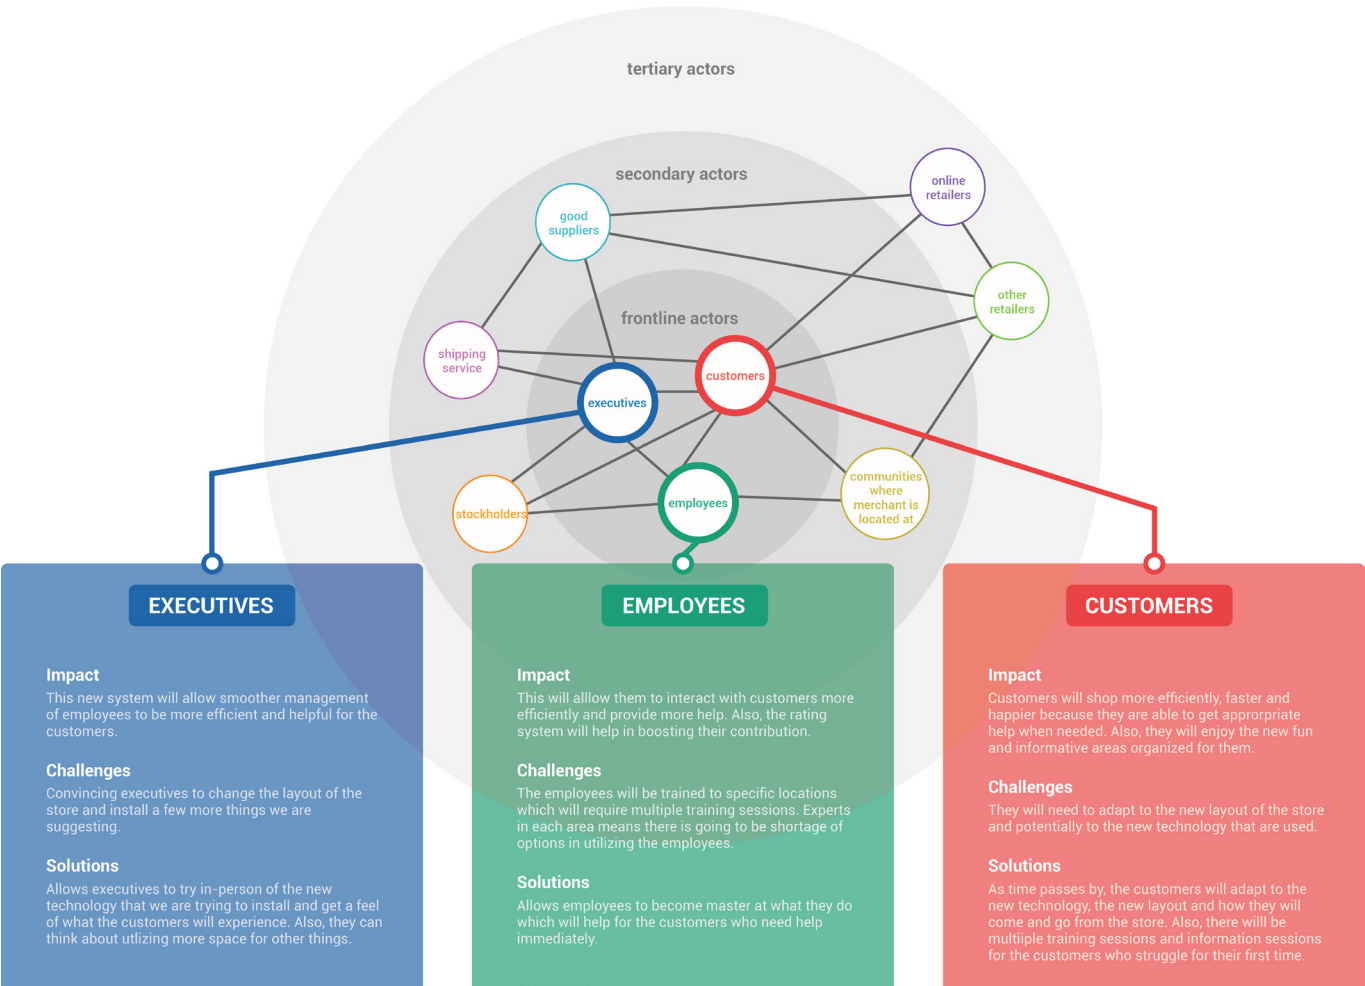 tertiary actors
secondary actors
online
retailers
good
suppliers
other
retailers
frontline actors
shipping
service
customers
executives
communities
where
merchant is
located at
employees
stockholders
EXECUTIVES
Impact
This new system will allow smoother management
of employees to be more efficient and helpful for the
customers.
Challenges
Convincing executives to change the layout of the
store and install a few more things we are
suggesting.
Solutions
Allows executives to try in-person of the new
technology that we are trying to install and get a feel
of what the customers will experience. Also, they can
think about utlizing more space for other things.
EMPLOYEES
Impact
This will alllow them to interact with customers more
efficiently and provide more help. Also, the rating
system will help in boosting their contribution.
Challenges
The employees will be trained to specific locations
which will require multiple training sessions. Experts
in each area means there is going to be shortage of
options in utilizing the employees.
Solutions
Allows employees to become master at what they do
which will help for the customers who need help
immediately.
CUSTOMERS
Impact
Customers will shop more efficiently, faster and
happier because they are able to get approrpriate
help when needed. Also, they will enjoy the new fun
and informative areas organized for them.
Challenges
They will need to adapt to the new layout of the store
and potentially to the new technology that are used.
Solutions
As time passes by, the customers will adapt to the
new technology, the new layout and how they will
come and go from the store. Also, there willl be
multiiple training sessions and information sessions
for the customers who struggle for their first time.